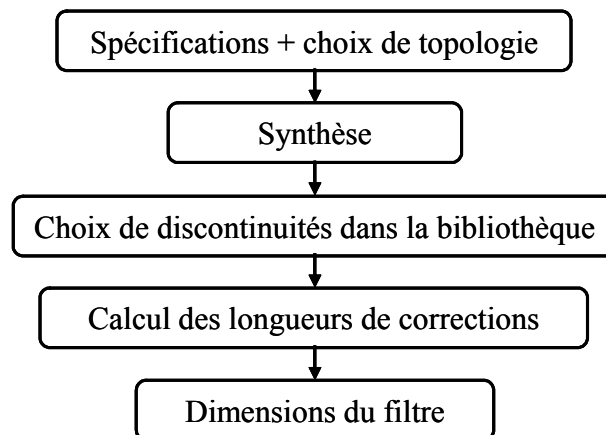 Spécifications + choix de topologie
Synthèse
Choix de discontinuités dans la bibliothèque
Calcul des longueurs de corrections
Dimensions du filtre